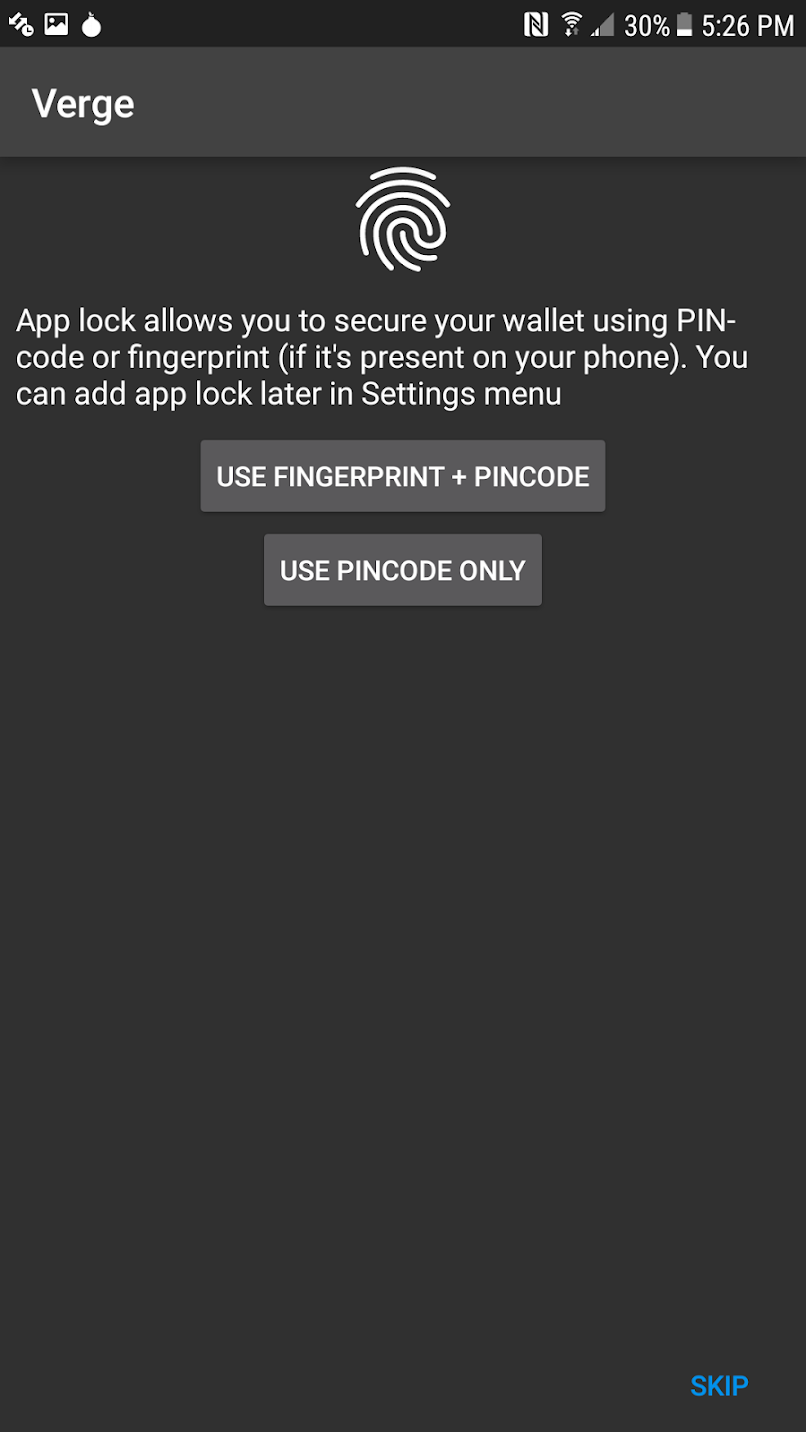 30% 5:26 PM
Verge
App lock allows you to secure your wallet using PIN-
code or fingerprint (if it's present on your phone). You
can add app lock later in Settings menu
USE FINGERPRINT + PINCODE
USE PINCODE ONLY
SKIP